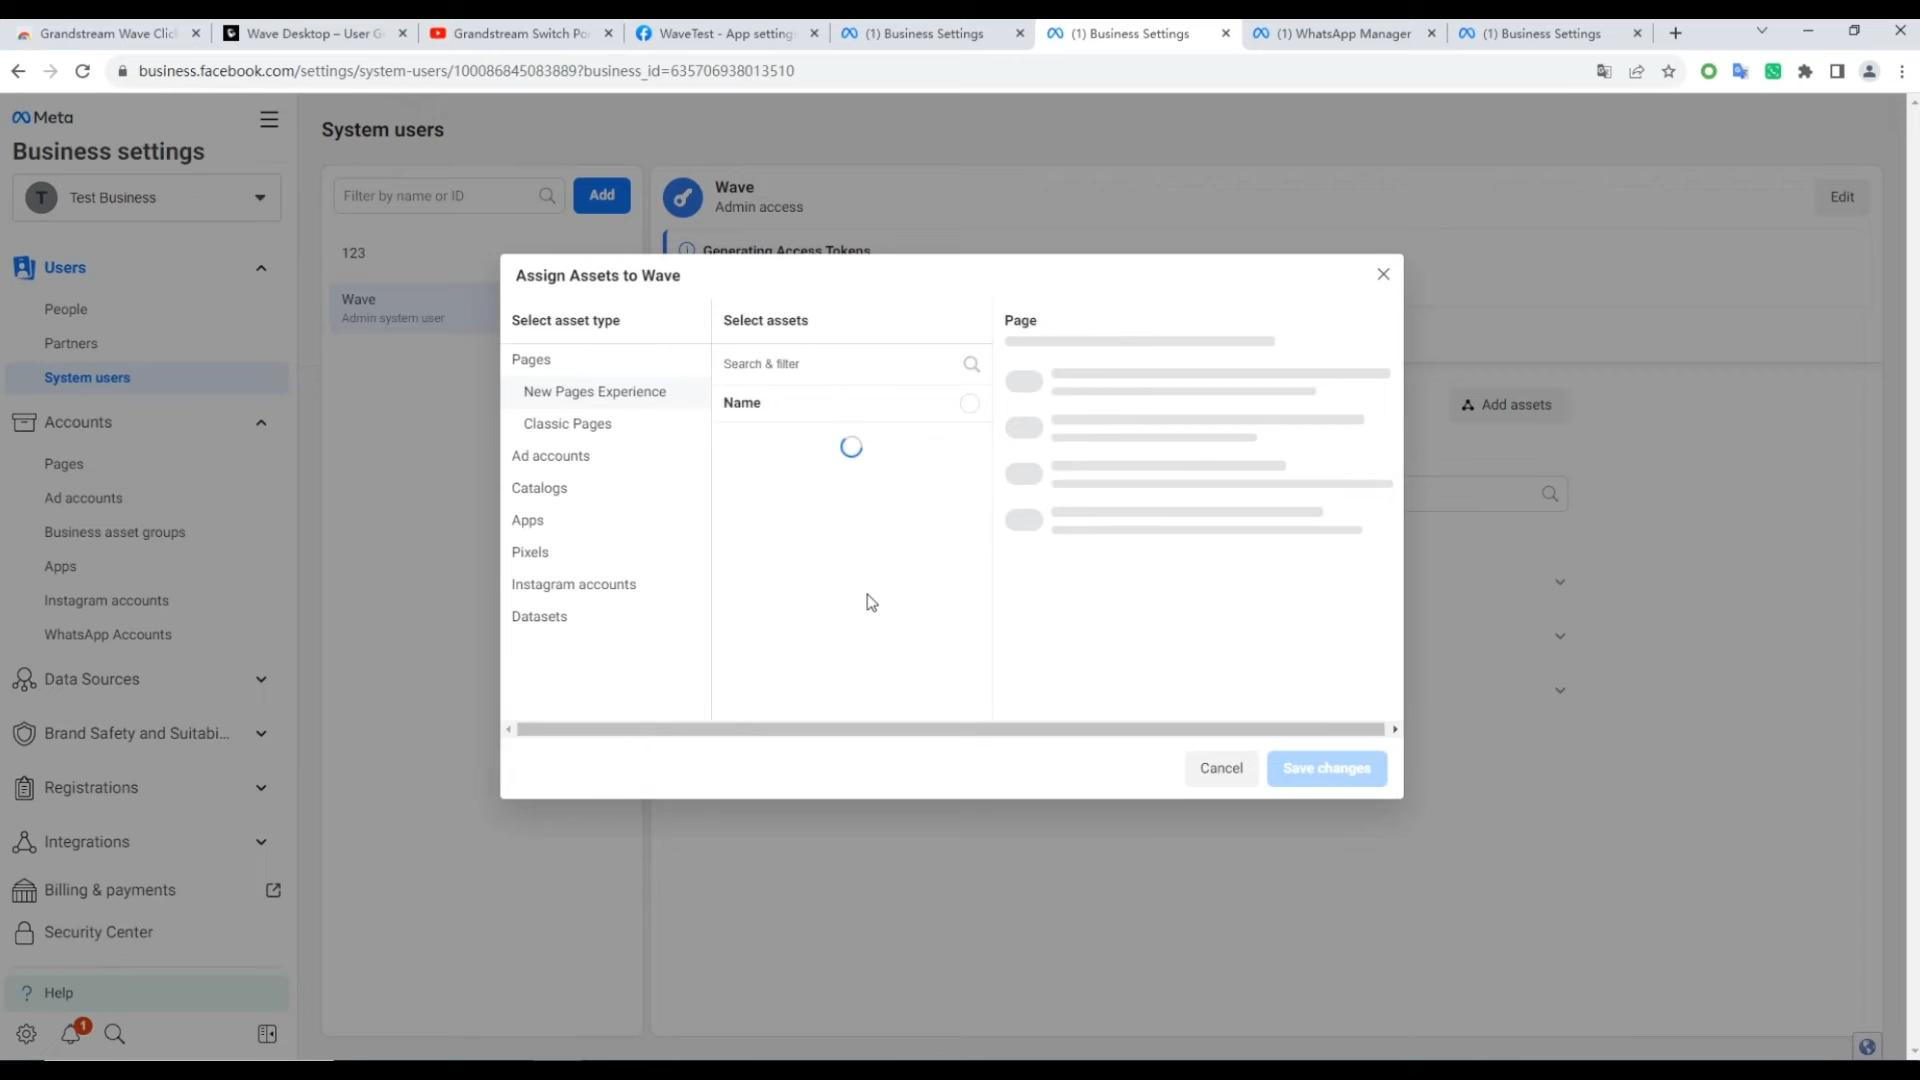 Grandstream Wave Clic
Wave Desktop – User G
Grandstream Switch Po
WaveTest - App setting
(1) Business Settings
(1) Business Settings
(1) WhatsApp Manager
(1) Business Settings
business.facebook.com/settings/system-users/100086845083889?business_id=635706938013510
Meta
Business settings
T
Test Business
Users
People
Partners
System users
Accounts
Pages
Ad accounts
Business asset groups
Apps
Instagram accounts
WhatsApp Accounts
Data Sources
Brand Safety and Suitabi...
Registrations
Integrations
Billing & payments
Security Center
? Help
1
System users
Filter by name or ID
Add
123
Wave
Admin system user
Wave
Admin access
Edit
Generating Access Tokens
Add assets
Assign Assets to Wave
Select asset type
Pages
New Pages Experience
Classic Pages
Ad accounts
Catalogs
Apps
Pixels
Instagram accounts
Datasets
Select assets
Search & filter
Name
Page
Cancel
Save changes